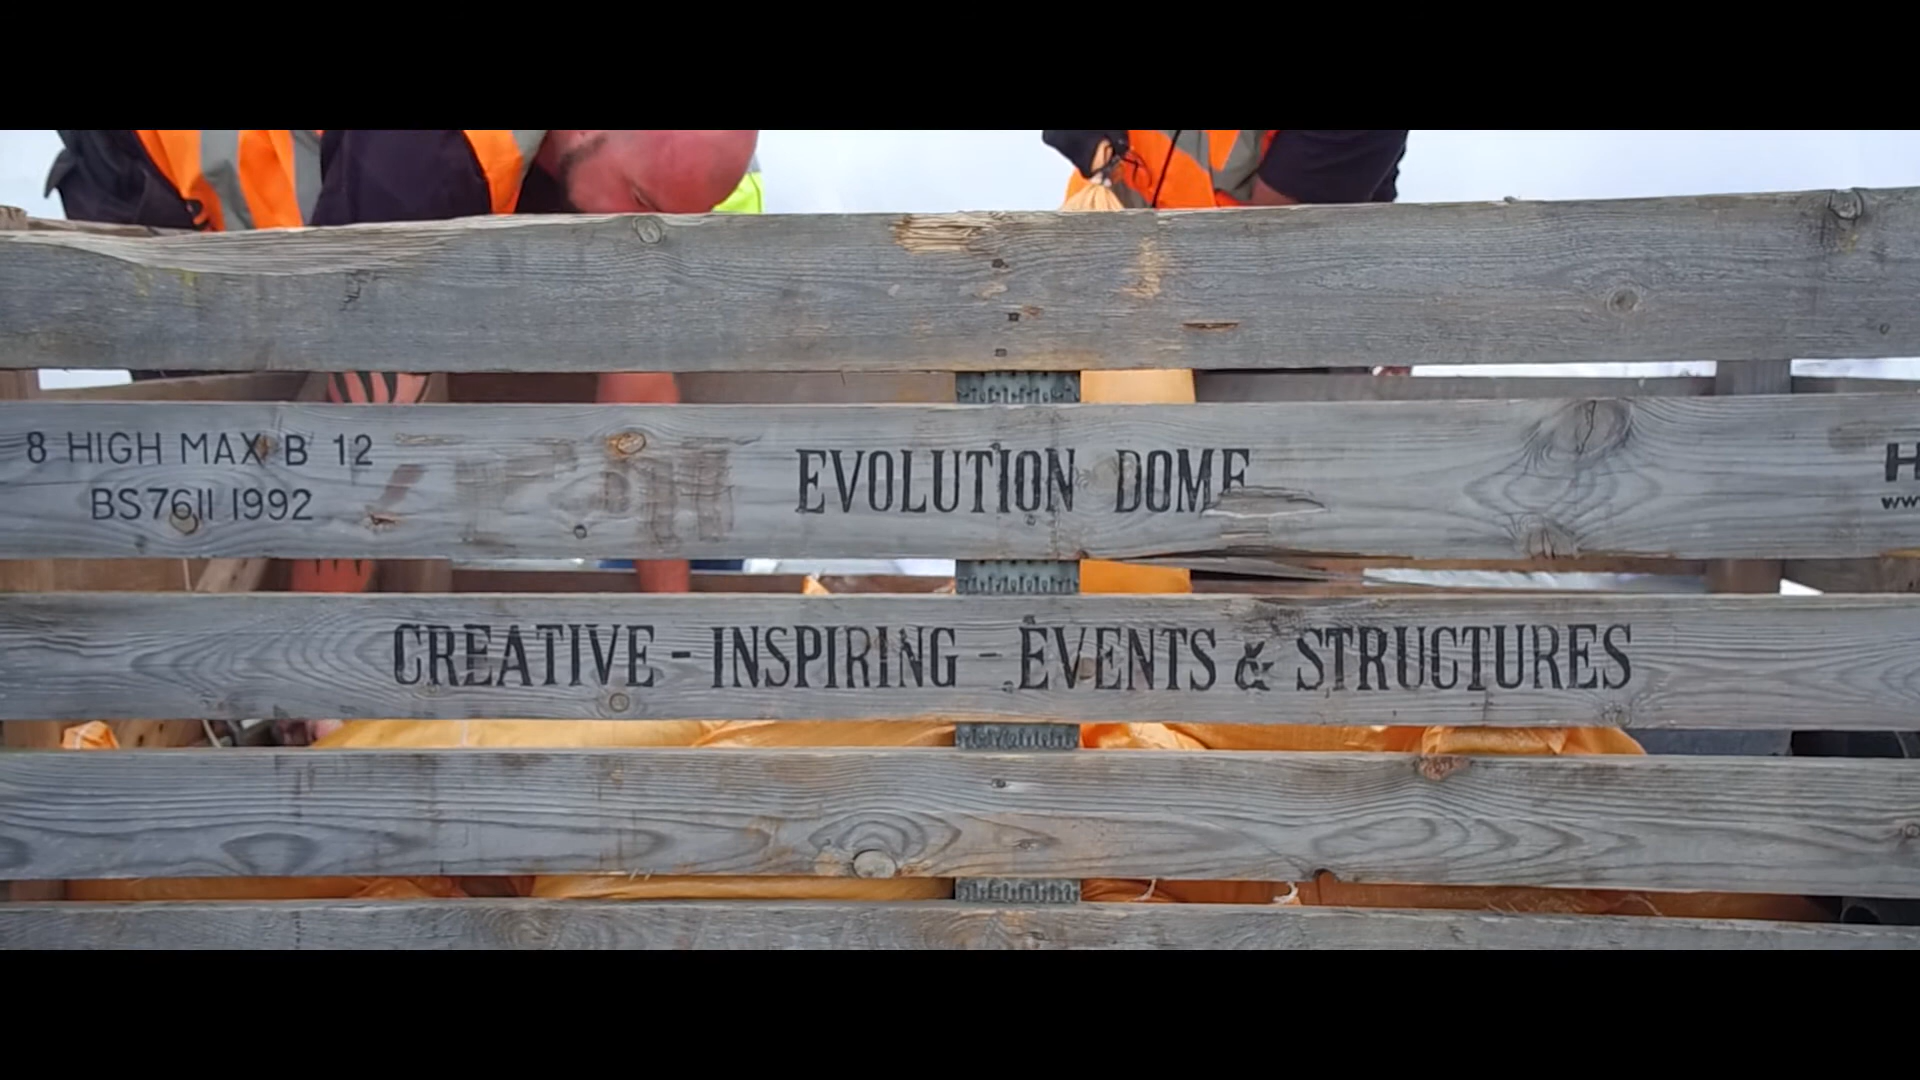 8 HIGH MAX B 12
BS7611 1992
EVOLUTION DOME
CREATIVE - INSPIRING - EVENTS & STRUCTURES